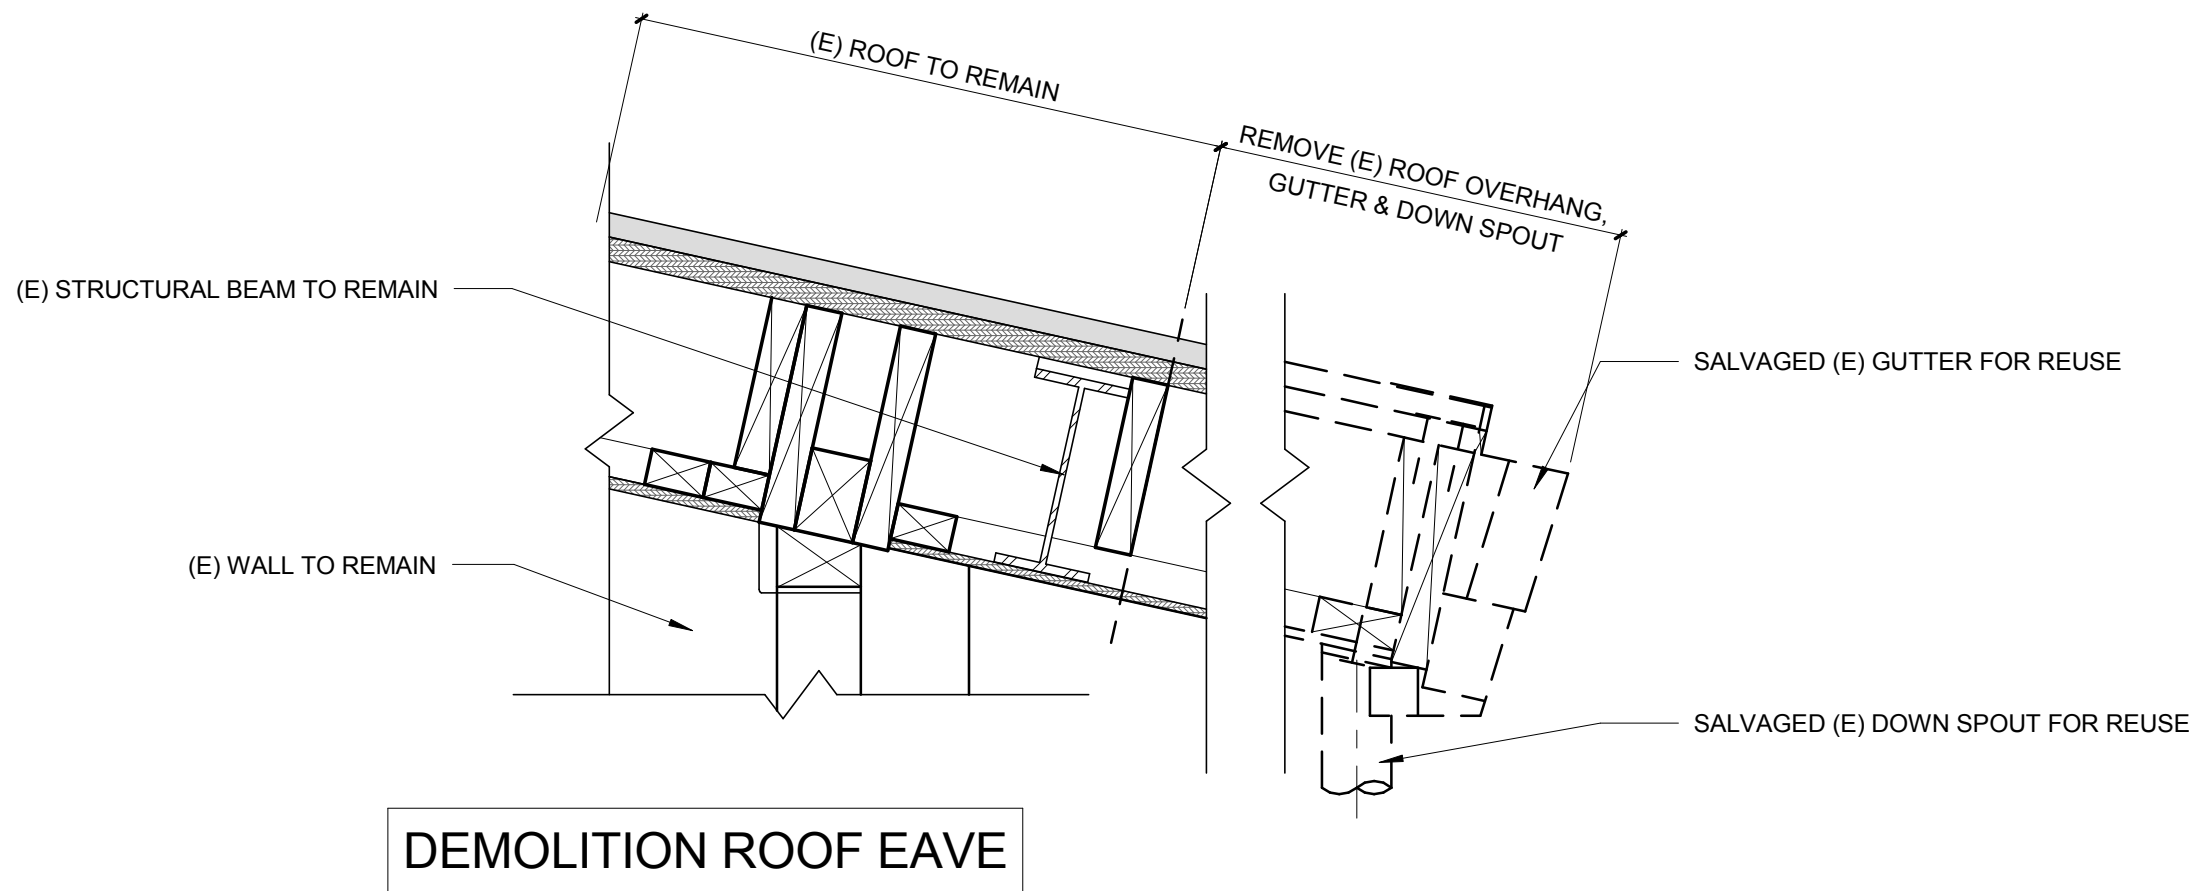 (E) ROOF TO REMAIN
REMOVE (E) ROOF OVERHANG,
GUTTER & DOWN SPOUT
(E) STRUCTURAL BEAM TO REMAIN
SALVAGED (E) GUTTER FOR REUSE
(E) WALL TO REMAIN
SALVAGED (E) DOWN SPOUT FOR REUSE
DEMOLITION ROOF EAVE